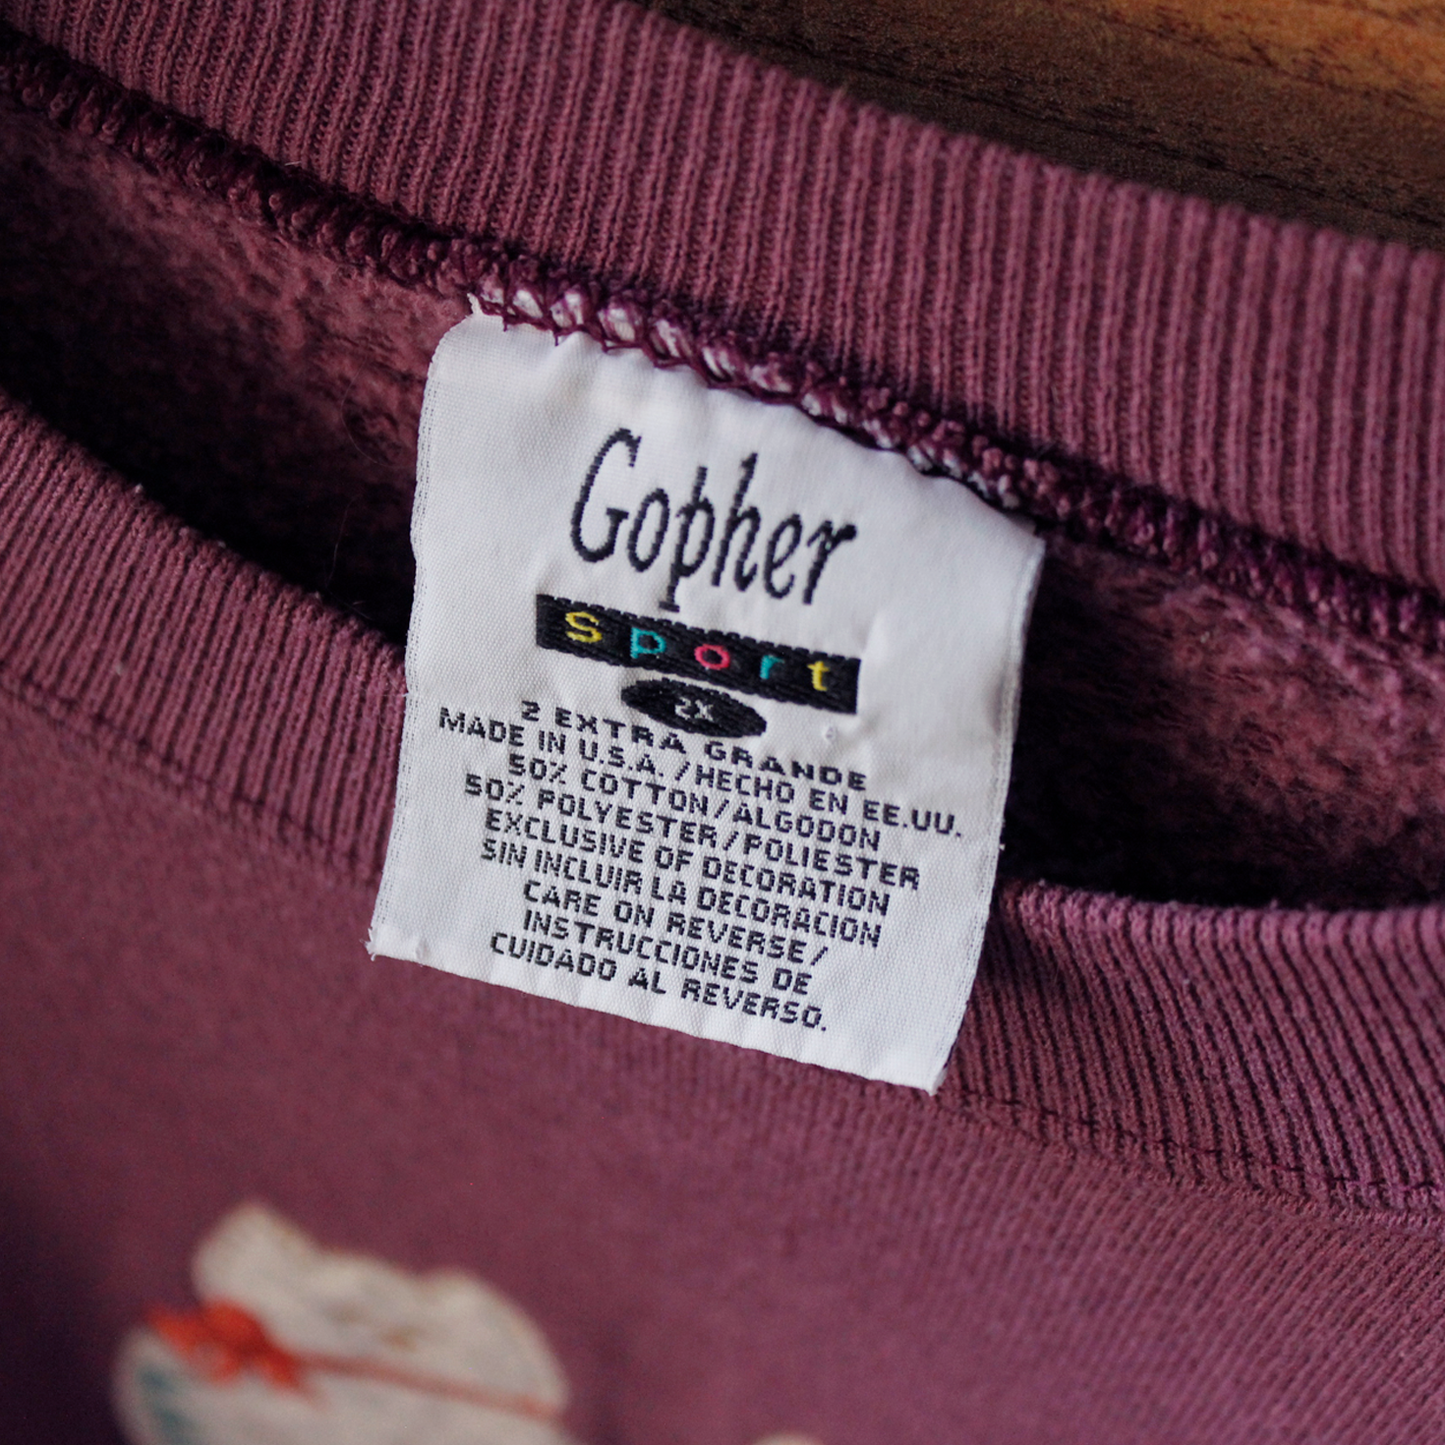 Gopher
Sport
2X
2 EXTRA GRANDE
MADE IN U.S.A./HECHO EN EE.UU.
50% COTTON/ALGODON
50% POLYESTER/POLIESTER
EXCLUSIVE OF DECORATION
SIN INCLUIR LA DECORACION
CARE ON REVERSE/
INSTRUCCIONES DE
CUIDADO AL REVERSO.